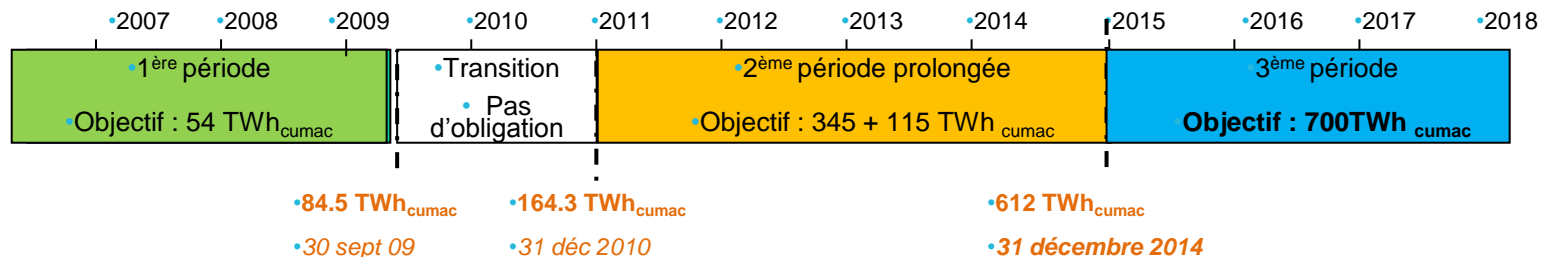 •2007 •2008 •2009 •2010 •2011 •2012 •2013 •2014 •2015 •2016 •2017 •2018
•1ère période
•Objectif : 54 TWhcumac
•Transition
• Pas
d'obligation
•2ème période prolongée
•Objectif : 345 + 115 TWh cumac
•3ème période
•Objectif : 700TWh cumac
•84.5 TWhcumac
•30 sept 09
•164.3 TWhcumac
•31 déc 2010
•612 TWhcumac
•31 décembre 2014